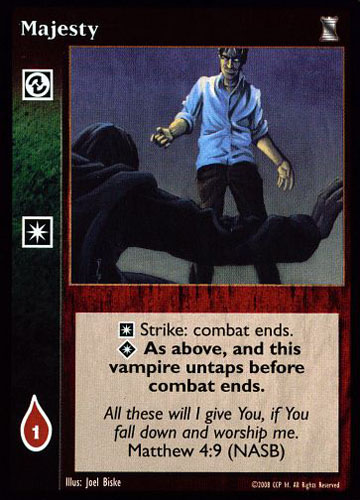 Majesty
Strike: combat ends.
As above, and this
vampire untaps before
combat ends.
All these will I give You, if You
fall down and worship me.
Matthew 4:9 (NASB)
1
Illus: Joel Biske
©2008 CCP hf. All Rights Reserved